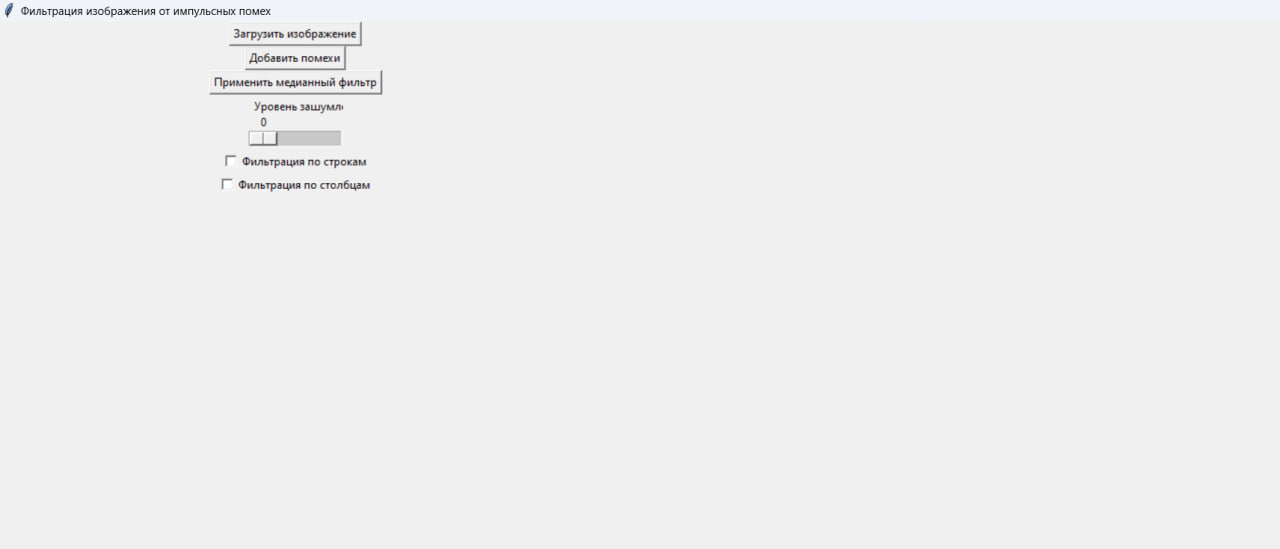 Фильтрация изображения от импульсных помех
Загрузить изображение
Добавить помехи
Применить медианный фильтр
Уровень зашумл
0
Фильтрация по строкам
Фильтрация по столбцам